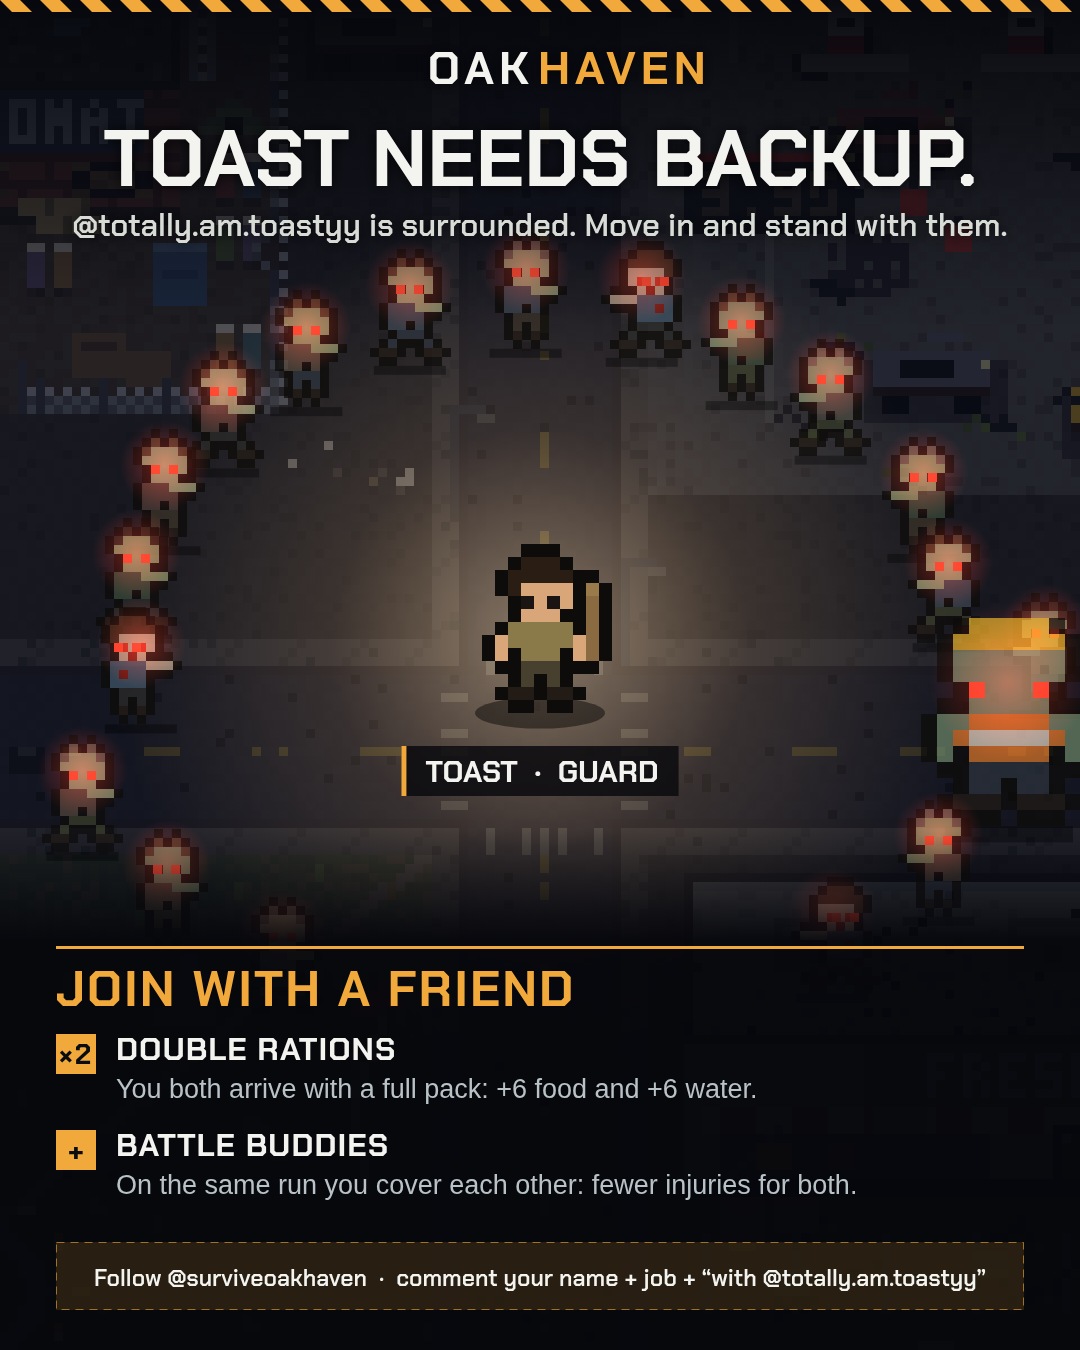 OAKHAVEN
TOAST NEEDS BACKUP.
@totally.am.toastyy is surrounded. Move in and stand with them.
TOAST · GUARD
JOIN WITH A FRIEND
×2 DOUBLE RATIONS
You both arrive with a full pack: +6 food and +6 water.
+ BATTLE BUDDIES
On the same run you cover each other: fewer injuries for both.
Follow @surviveoakhaven · comment your name + job + “with @totally.am.toastyy”